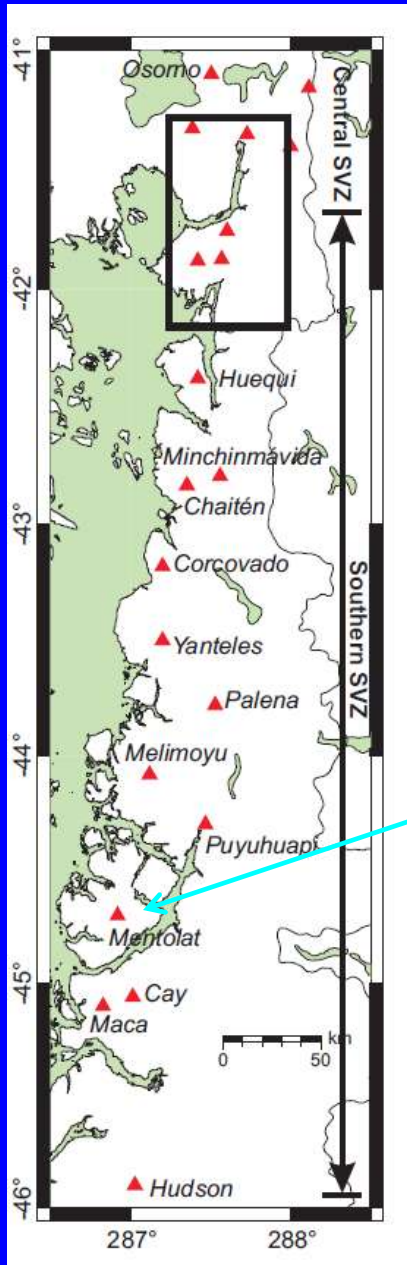 -41°
Osorno
Central SVZ
-42°
Huequi
Minchinmávida
Chaitén
-43°
Corcovado
Southern SVZ
Yanteles
Palena
-44°
Melimoyu
Puyuhuapi
Mentolat
-45°
Cay
Maca
km
0 50
-46°
Hudson
287° 288°